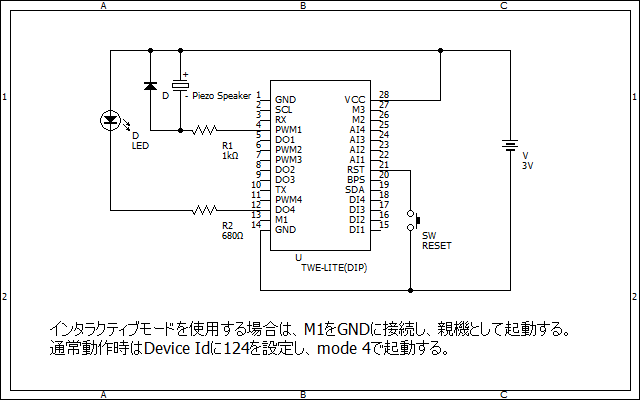 A B C
1 1
+
D - Piezo Speaker
D
LED
R1
1kΩ
R2
680Ω
1 GND VCC 28
2 SCL M3 27
3 RX M2 26
4 PWM1 AI4 25
5 DO1 AI3 24
6 PWM2 AI2 23
7 PWM3 AI1 22
8 DO2 RST 21
9 DO3 BPS 20
10 TX SDA 19
11 PWM4 DI4 18
12 DO4 DI3 17
13 M1 DI2 16
14 GND DI1 15
U
TWE-LITE(DIP)
SW
RESET
V
3V
2 2
インタラクティブモードを使用する場合は、M1をGNDに接続し、親機として起動する。
通常動作時はDevice Idに124を設定し、mode 4で起動する。
A B C